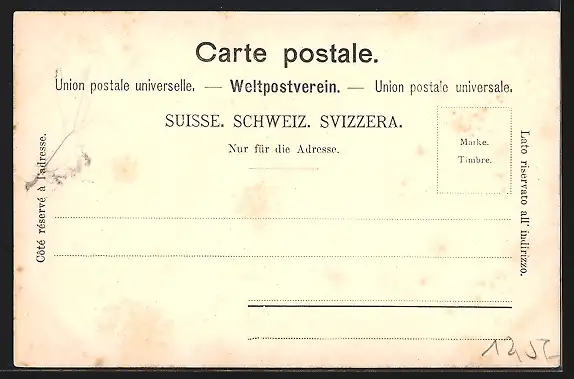 Carte postale.
Union postale universelle. — Weltpostverein. — Union postale universale.
SUISSE. SCHWEIZ. SVIZZERA.
Nur für die Adresse.
Marke.
Timbre.
Côté réservé à l'adresse.
Lato riservato all' indirizzo.